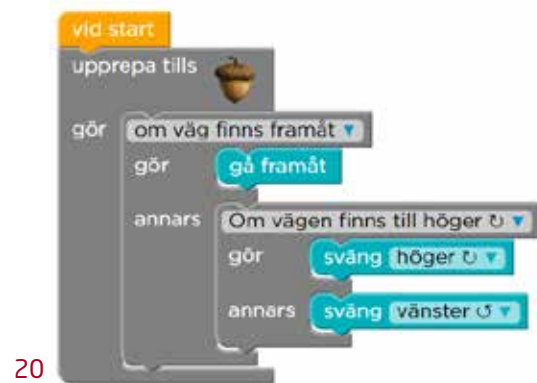 vid start
upprepa tills
gör om väg finns framåt
gör gå framåt
annars Om vägen finns till höger ↻
gör sväng höger ↻
annars sväng vänster ↺
20